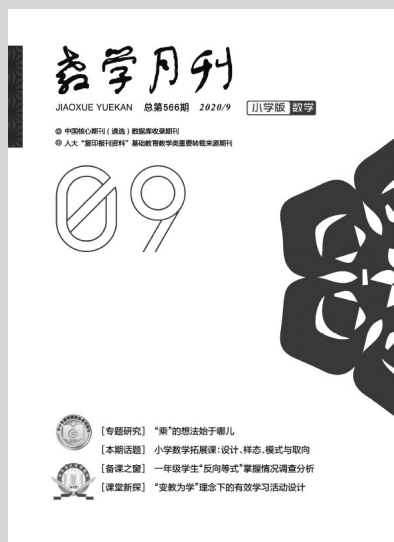 教学月刊
JIAOXUE YUEKAN 总第566期 2020/9 小学版 数学
◎ 中国核心期刊(遴选)数据库收录期刊
◎ 人大“复印报刊资料”基础教育教学类重要转载来源期刊
09
[专题研究] “乘”的想法始于哪儿
[本期话题] 小学数学拓展课:设计、样态、模式与取向
[备课之窗] 一年级学生“反向等式”掌握情况调查分析
[课堂新探] “变教为学”理念下的有效学习活动设计